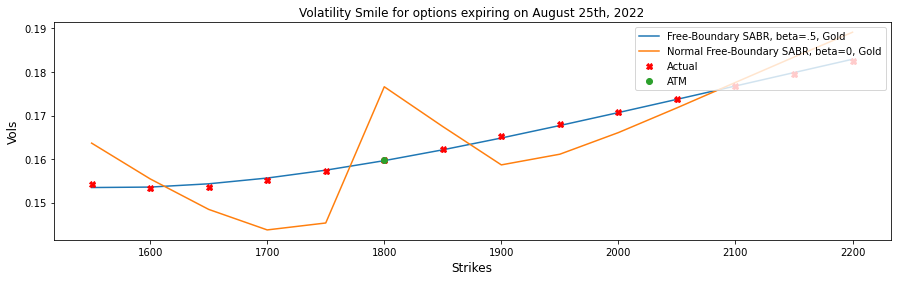 Volatility Smile for options expiring on August 25th, 2022
Free-Boundary SABR, beta=.5, Gold
Normal Free-Boundary SABR, beta=0, Gold
Actual
ATM
Vols
0.19
0.18
0.17
0.16
0.15
1600
1700
1800
1900
2000
2100
2200
Strikes